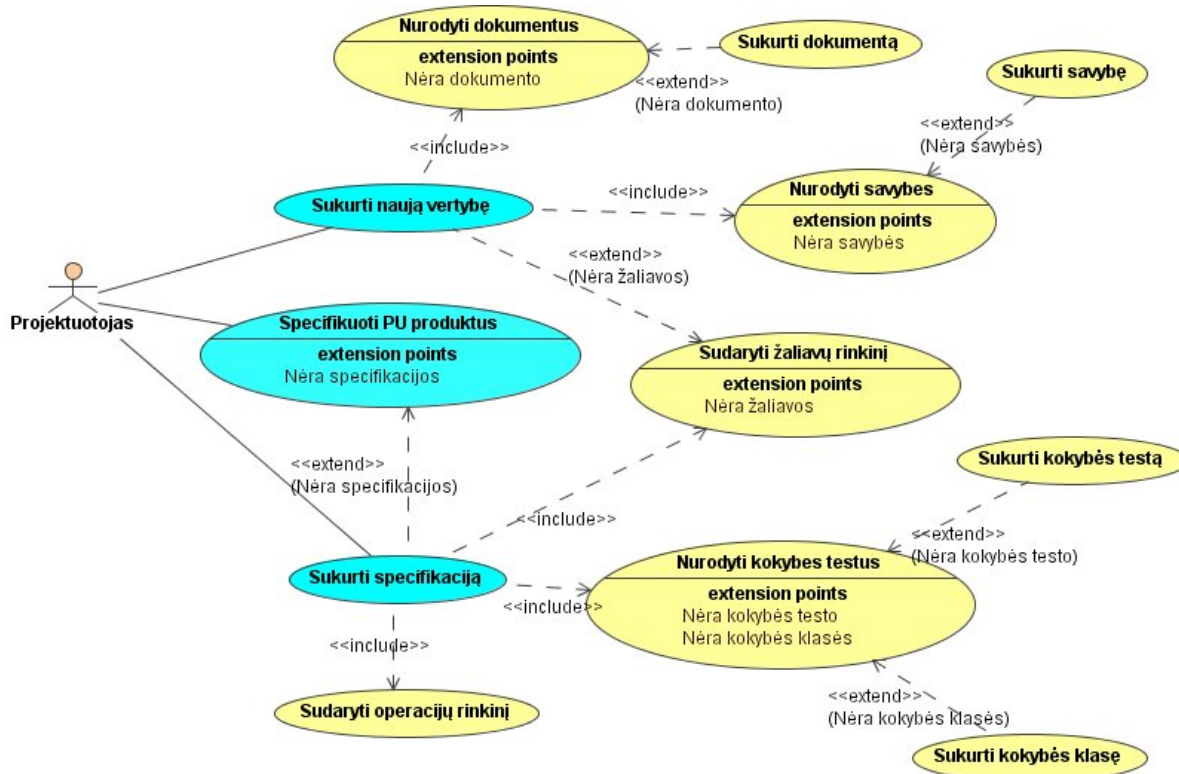 Nurodyti dokumentus
extension points
Nėra dokumento
Sukurti dokumentą
<<extend>>
(Nėra dokumento)
Sukurti savybę
<<extend>>
(Nėra savybės)
<<include>>
Sukurti naują vertybę
<<include>>
Nurodyti savybes
extension points
Nėra savybės
<<extend>>
(Nėra žaliavos)
Projektuotojas
Specifikuoti PU produktus
extension points
Nėra specifikacijos
Sudaryti žaliavų rinkinį
extension points
Nėra žaliavos
<<extend>>
(Nėra specifikacijos)
<<include>>
Sukurti kokybės testą
<<extend>>
(Nėra kokybės testo)
Sukurti specifikaciją
<<include>>
Nurodyti kokybes testus
extension points
Nėra kokybės testo
Nėra kokybės klasės
<<include>>
Sudaryti operacijų rinkinį
<<extend>>
(Nėra kokybės klasės)
Sukurti kokybės klasę